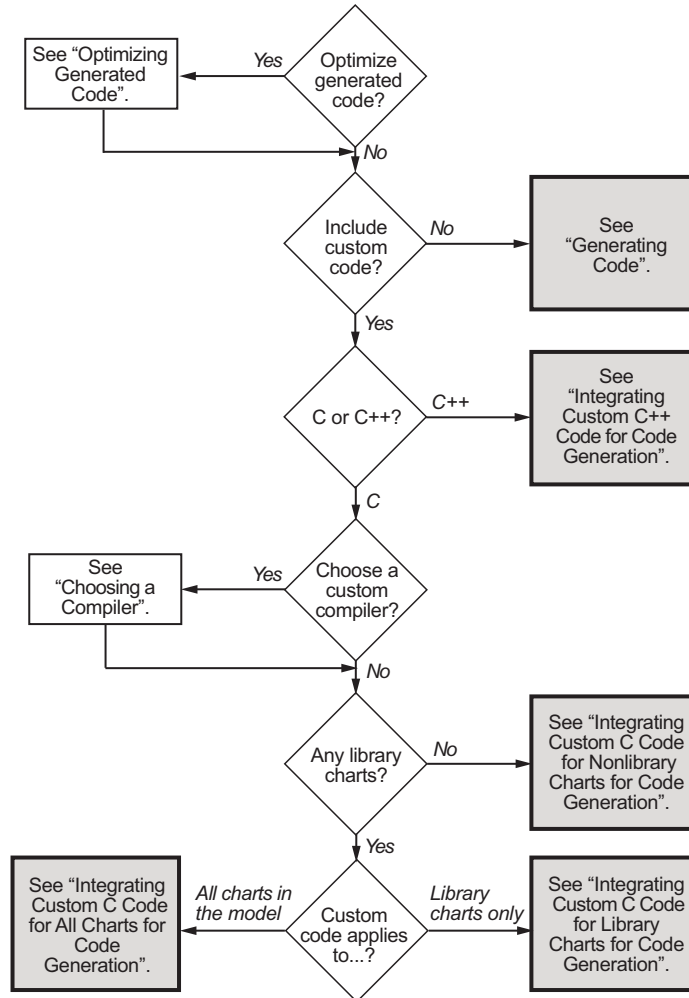 See “Optimizing
Generated
Code”.
Yes
Optimize
generated
code?
No
Include
custom
code?
No
See
“Generating
Code”.
Yes
C or C++?
C++
See
“Integrating
Custom C++
Code for Code
Generation”.
C
See
“Choosing a
Compiler”.
Yes
Choose a
custom
compiler?
No
Any library
charts?
No
See “Integrating
Custom C Code
for Nonlibrary
Charts for Code
Generation”.
Yes
See “Integrating
Custom C Code
for All Charts for
Code
Generation”.
All charts in
the model
Custom
code applies
to...?
Library
charts only
See “Integrating
Custom C Code
for Library
Charts for Code
Generation”.